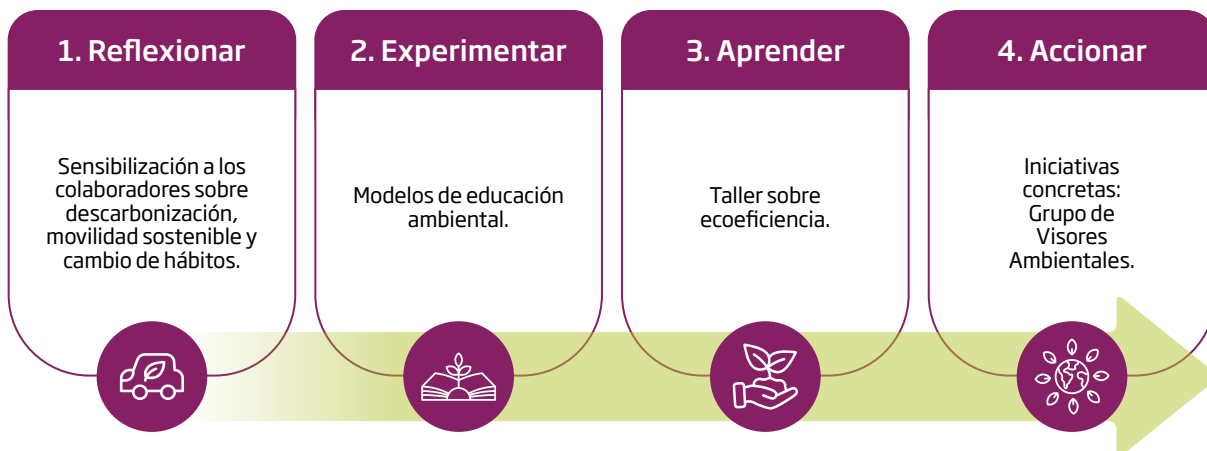 1. Reflexionar
Sensibilización a los
colaboradores sobre
descarbonización,
movilidad sostenible y
cambio de hábitos.
2. Experimentar
Modelos de educación
ambiental.
3. Aprender
Taller sobre
ecoeficiencia.
4. Accionar
Iniciativas
concretas:
Grupo de
Visores
Ambientales.